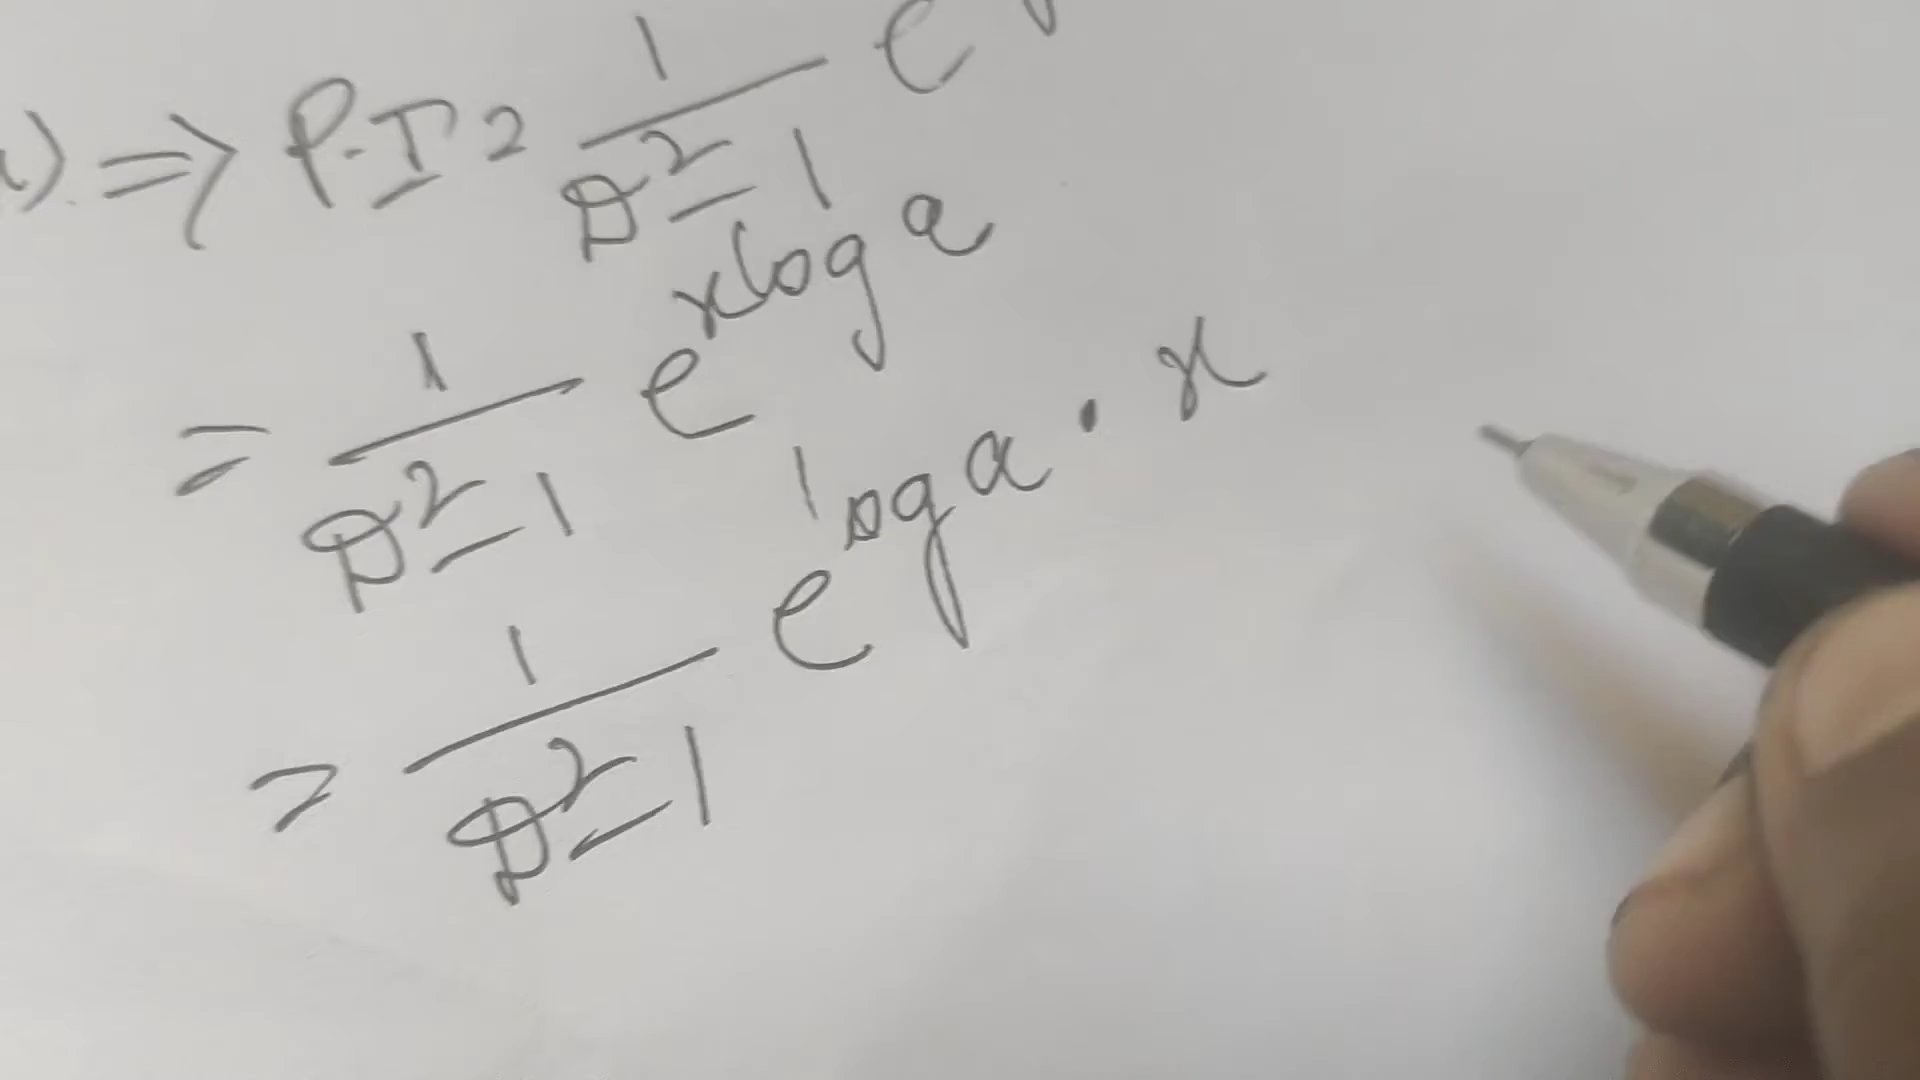 ) ⇒ P.I = 1/(D²-1) e
= 1/(D²-1) e^(x log a)
= 1/(D²-1) e^(log a · x)